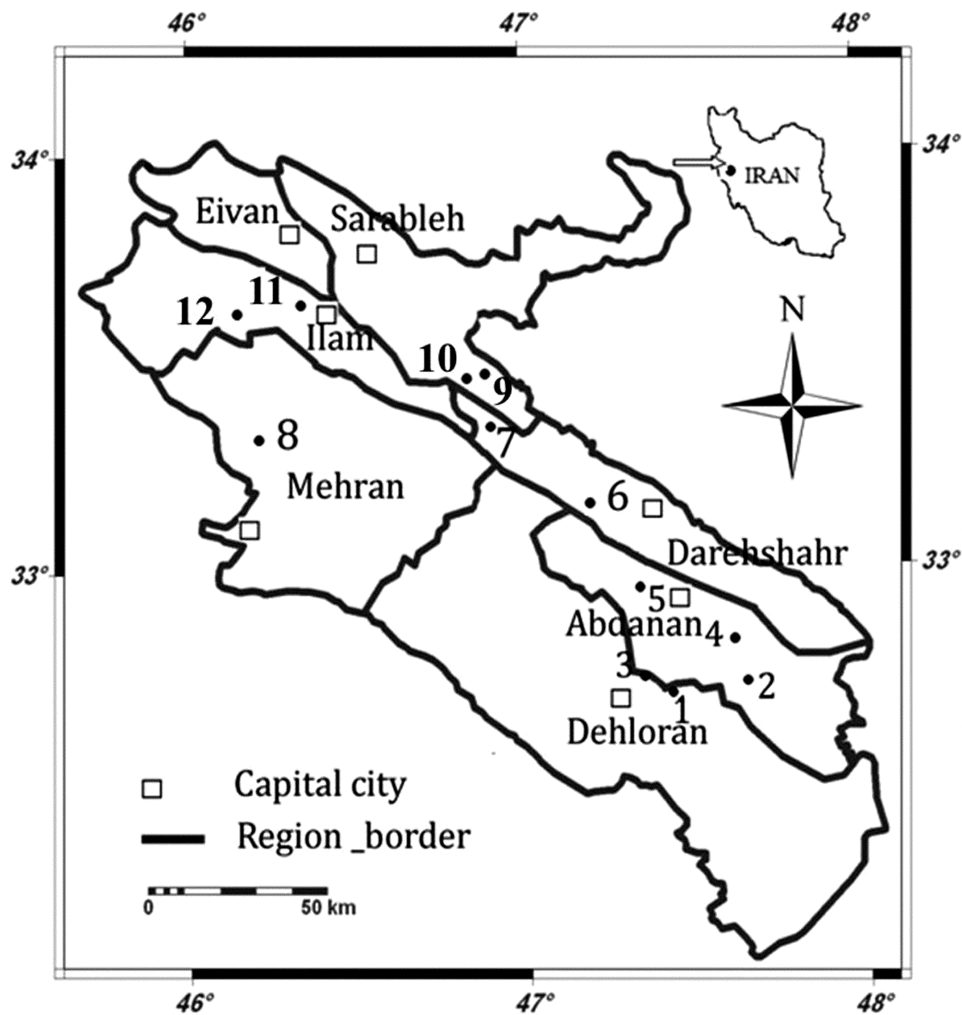 46° 47° 48°
34° 34°
IRAN
Eivan
Sarableh
N
11
12
Ilam
10
9
8
7
Mehran
6
Darehshahr
33° 33°
5
Abdanan
4
3
2
1
Dehloran
Capital city
Region _border
0 50 km
46° 47° 48°